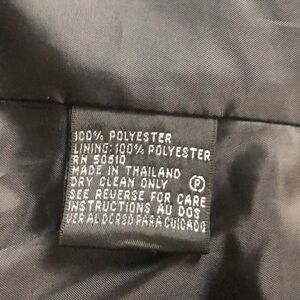 100% POLYESTER
LINING: 100% POLYESTER
RN 50610
MADE IN THAILAND
DRY CLEAN ONLY Ⓟ
SEE REVERSE FOR CARE
INSTRUCTIONS AU DOS
VER AL DORSO PARA CUIDADO